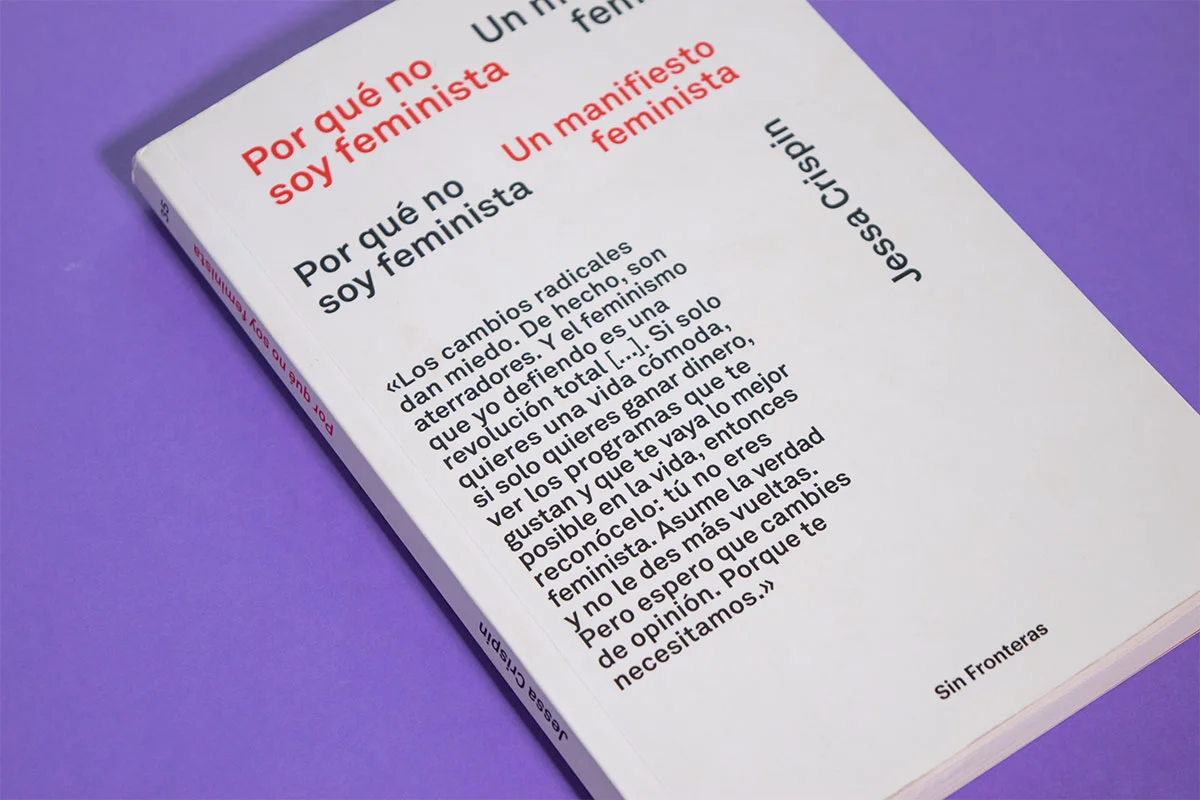 Un
Por qué no
soy feminista
Un manifiesto
feminista
Por qué no
soy feminista
Jessa Crispin
«Los cambios radicales
dan miedo. De hecho, son
aterradores. Y el feminismo
que yo defiendo es una
revolución total [...]. Si solo
quieres una vida cómoda,
si solo quieres ganar dinero,
ver los programas que te
gustan y que te vaya lo mejor
posible en la vida, entonces
reconócelo: tú no eres
feminista. Asume la verdad
y no le des más vueltas.
Pero espero que cambies
de opinión. Porque te
necesitamos.»
Sin Fronteras
Por qué no soy feminista
Jessa Crispin